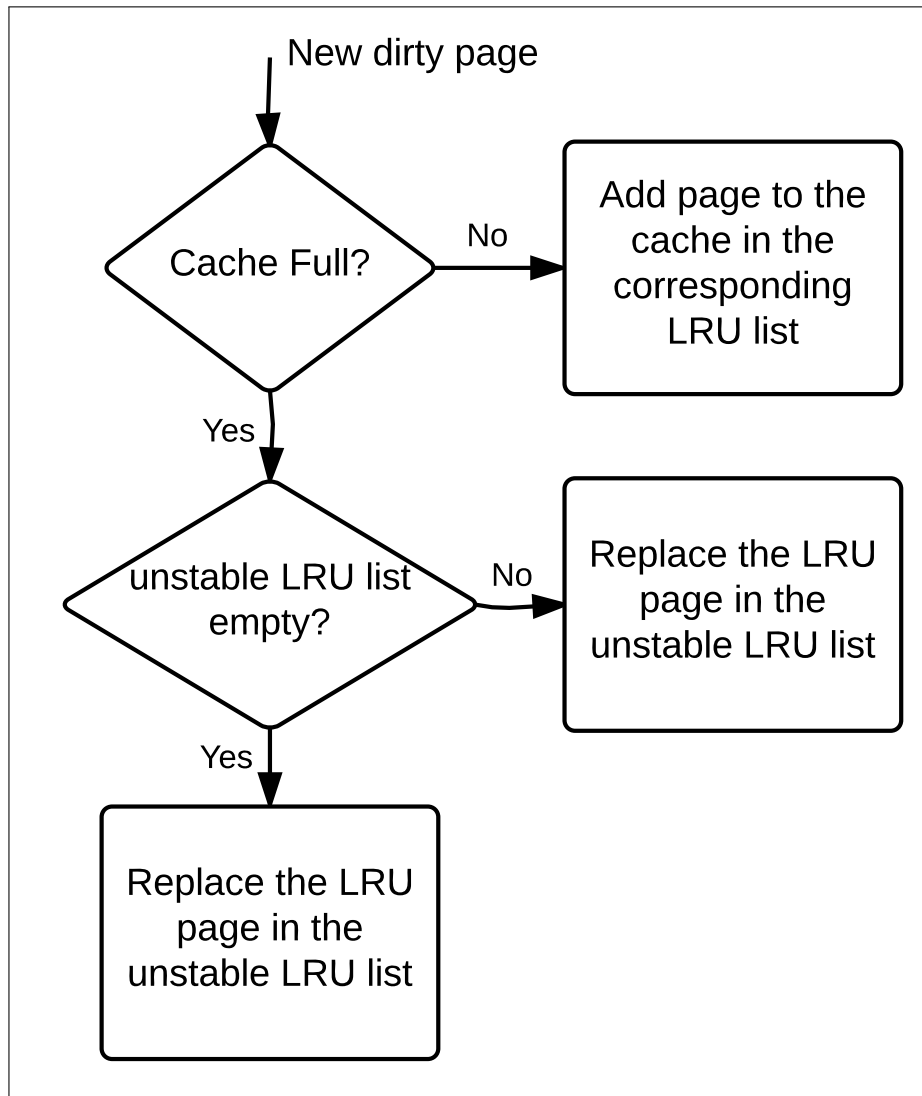 New dirty page
Cache Full?
No
Add page to the
cache in the
corresponding
LRU list
Yes
unstable LRU list
empty?
No
Replace the LRU
page in the
unstable LRU list
Yes
Replace the LRU
page in the
unstable LRU list